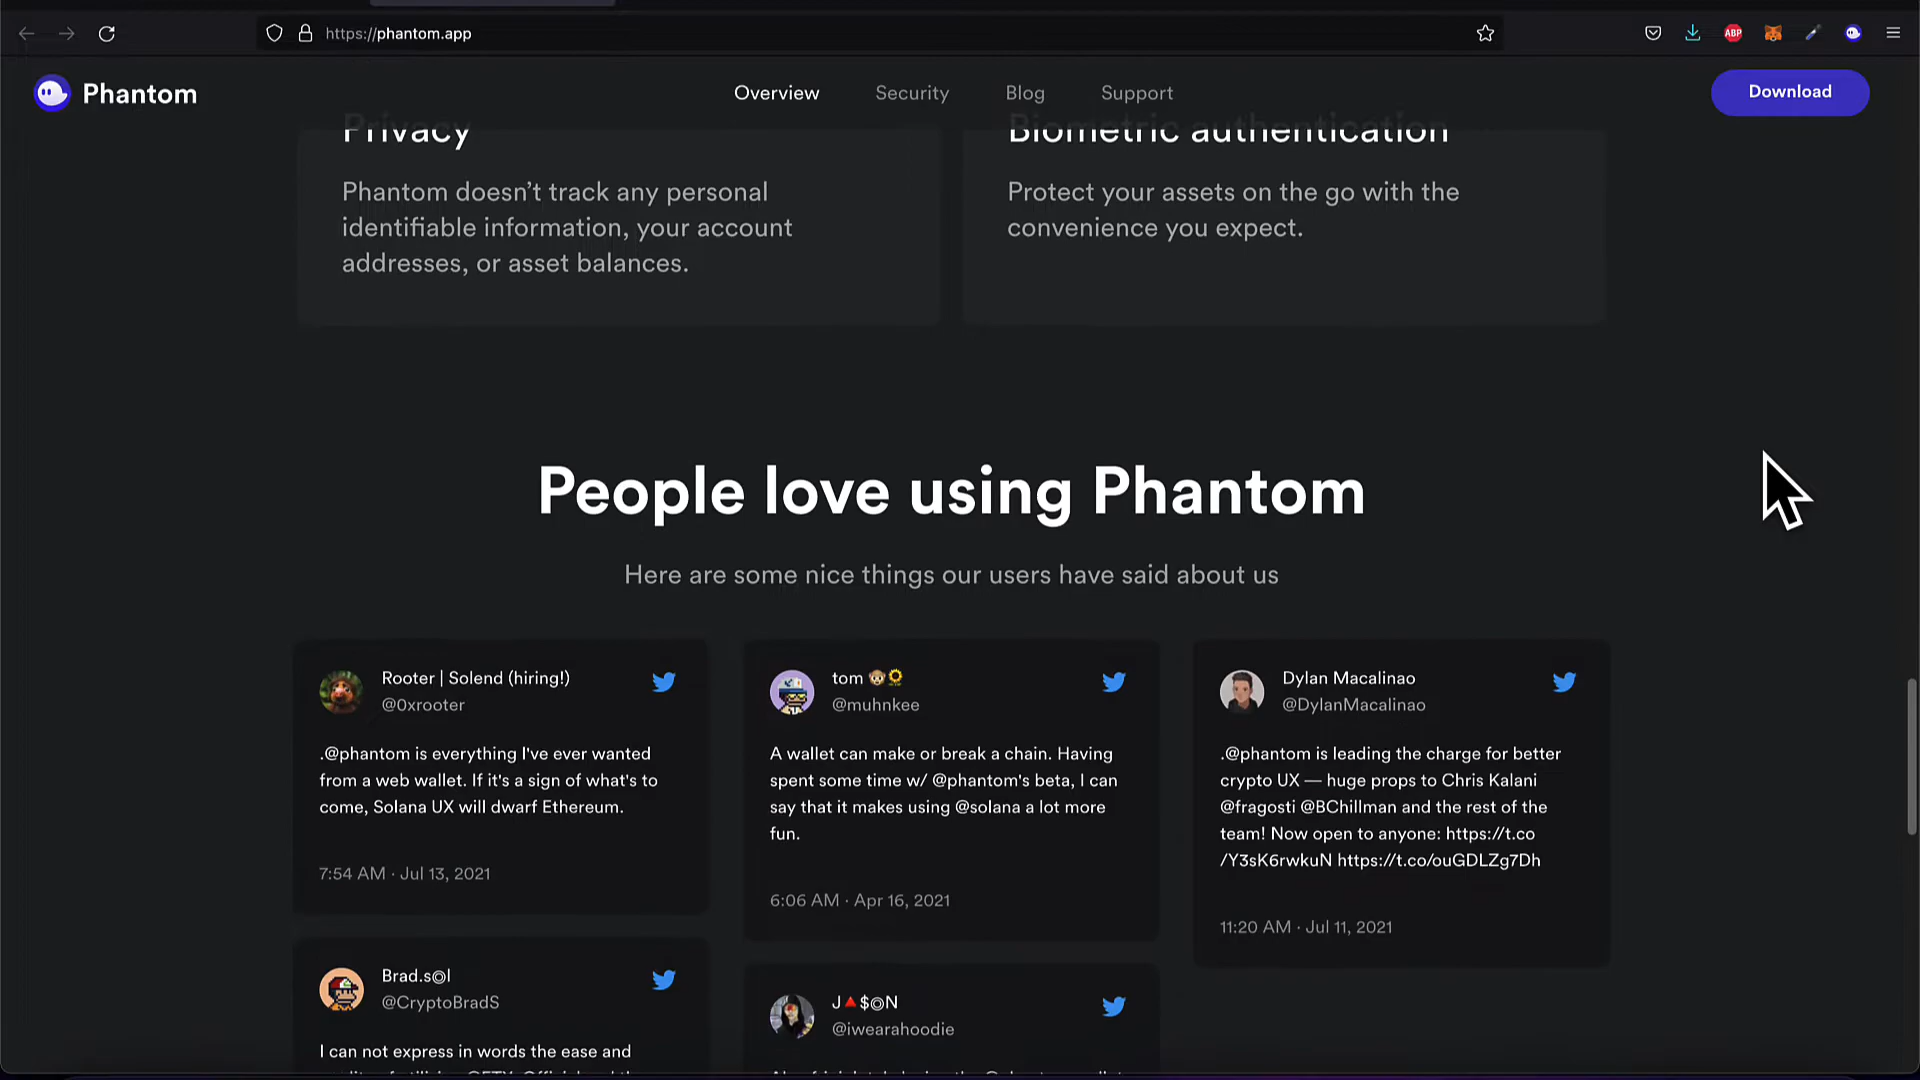 https://phantom.app
ABP
Phantom
Overview
Security
Blog
Support
Download
Privacy
Biometric authentication
Phantom doesn’t track any personal
identifiable information, your account
addresses, or asset balances.
Protect your assets on the go with the
convenience you expect.
People love using Phantom
Here are some nice things our users have said about us
Rooter | Solend (hiring!)
@0xrooter
.@phantom is everything I've ever wanted
from a web wallet. If it's a sign of what's to
come, Solana UX will dwarf Ethereum.
7:54 AM · Jul 13, 2021
tom 🐵🌻
@muhnkee
A wallet can make or break a chain. Having
spent some time w/ @phantom's beta, I can
say that it makes using @solana a lot more
fun.
6:06 AM · Apr 16, 2021
Dylan Macalinao
@DylanMacalinao
.@phantom is leading the charge for better
crypto UX — huge props to Chris Kalani
@fragosti @BChillman and the rest of the
team! Now open to anyone: https://t.co
/Y3sK6rwkuN https://t.co/ouGDLZg7Dh
11:20 AM · Jul 11, 2021
Brad.s◎l
@CryptoBradS
I can not express in words the ease and
J🔺$◎N
@iwearahoodie